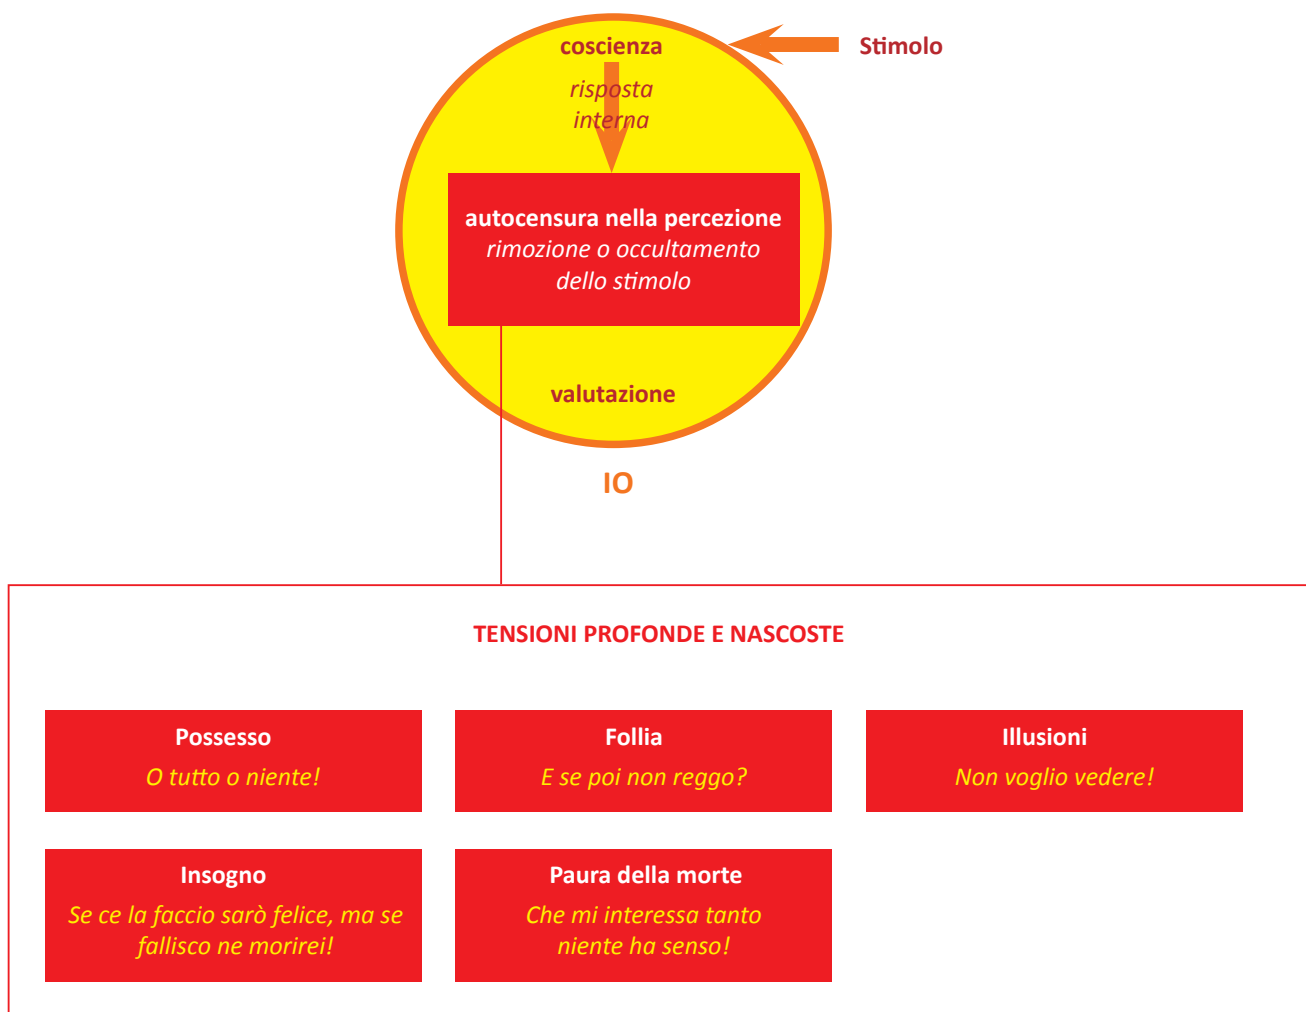 coscienza
Stimolo
risposta
interna
autocensura nella percezione
rimozione o occultamento
dello stimolo
valutazione
IO
TENSIONI PROFONDE E NASCOSTE
Possesso
O tutto o niente!
Follia
E se poi non reggo?
Illusioni
Non voglio vedere!
Insogno
Se ce la faccio sarò felice, ma se
fallisco ne morirei!
Paura della morte
Che mi interessa tanto
niente ha senso!